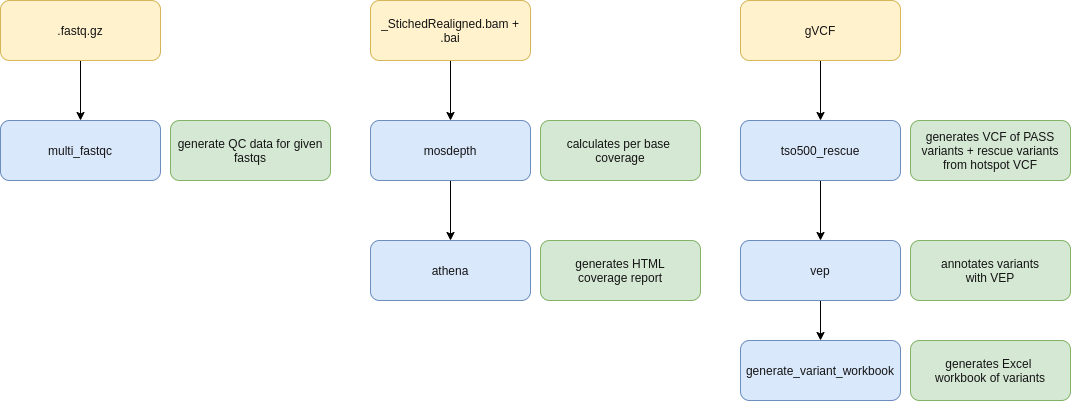 .fastq.gz
_StichedRealigned.bam +
.bai
gVCF
multi_fastqc
generate QC data for given
fastqs
mosdepth
calculates per base
coverage
tso500_rescue
generates VCF of PASS
variants + rescue variants
from hotspot VCF
athena
generates HTML
coverage report
vep
annotates variants
with VEP
generate_variant_workbook
generates Excel
workbook of variants